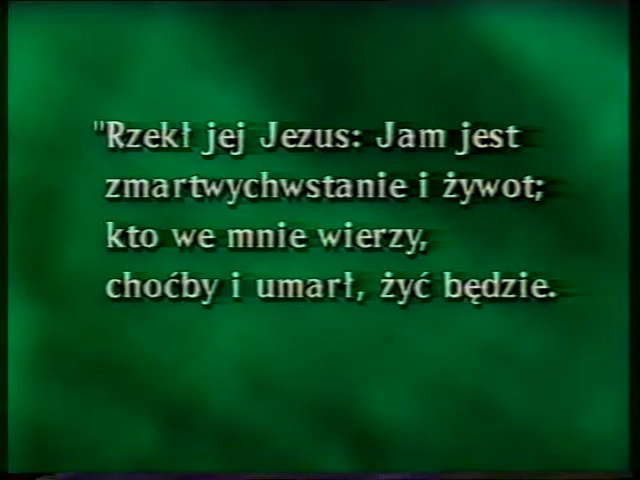 "Rzekł jej Jezus: Jam jest
zmartwychwstanie i żywot;
kto we mnie wierzy,
choćby i umarł, żyć będzie.